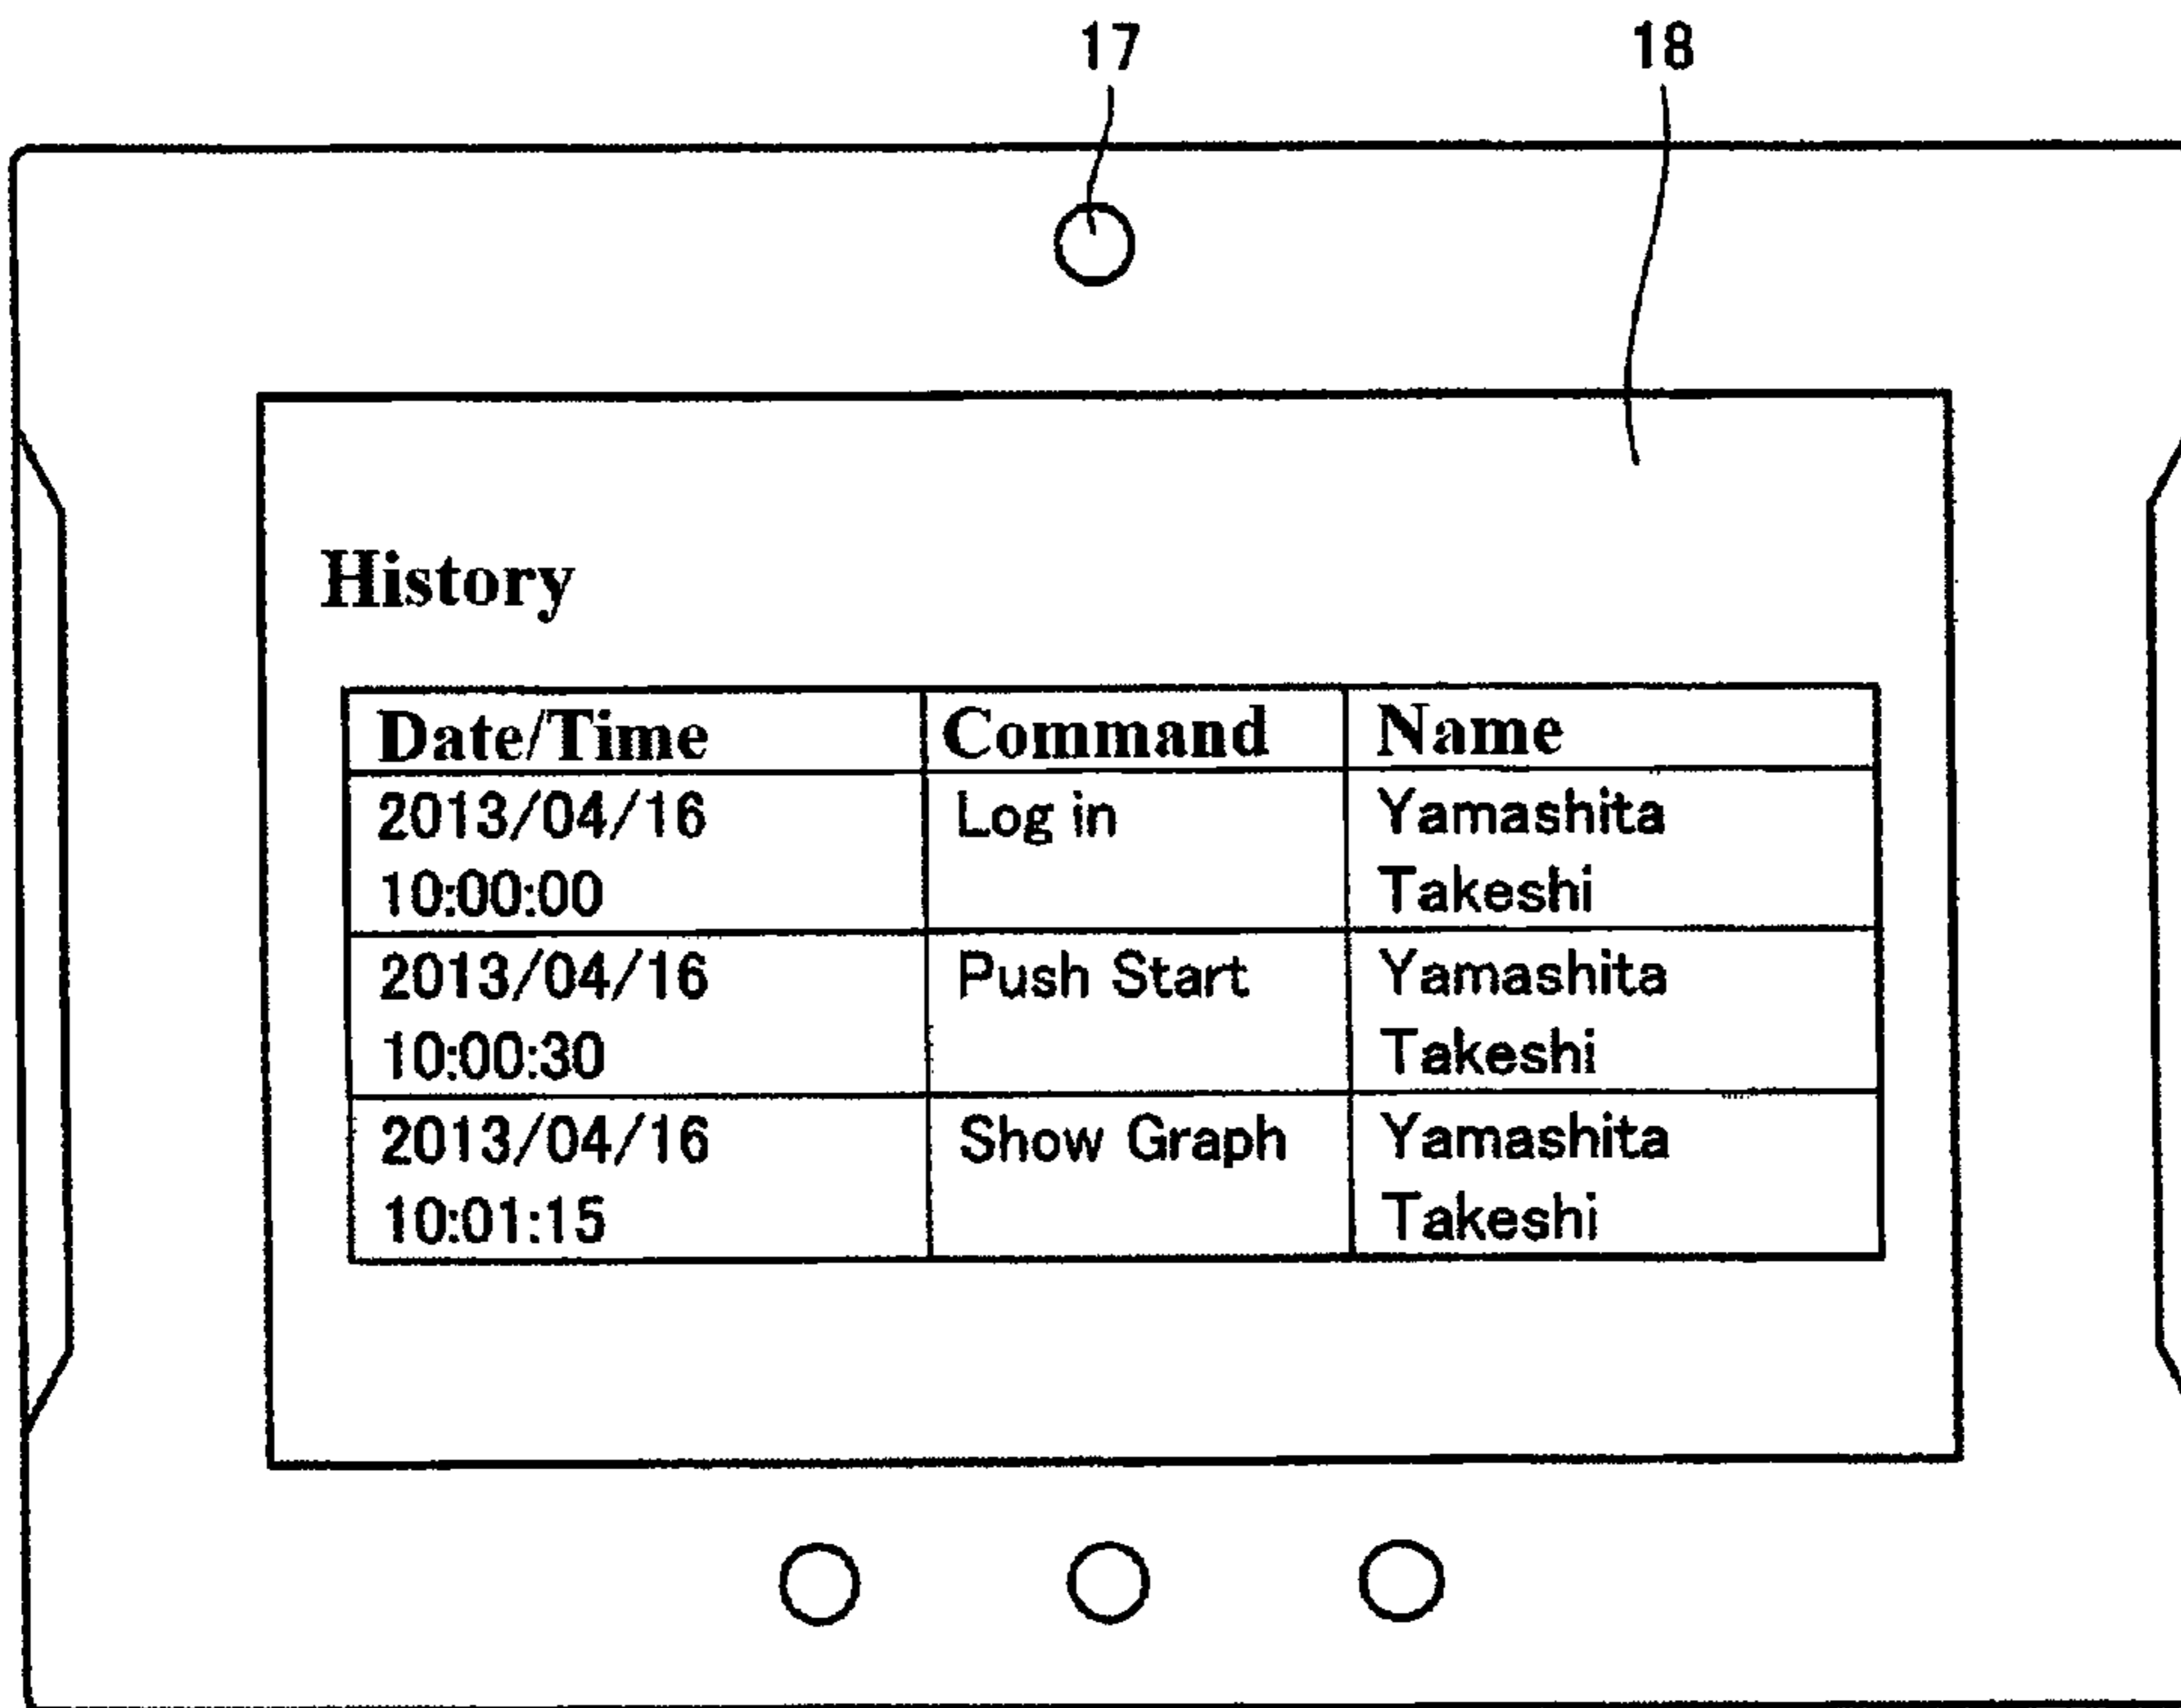 17 18
History
Date/Time Command Name
2013/04/16 Log in Yamashita
10:00:00 Takeshi
2013/04/16 Push Start Yamashita
10:00:30 Takeshi
2013/04/16 Show Graph Yamashita
10:01:15 Takeshi